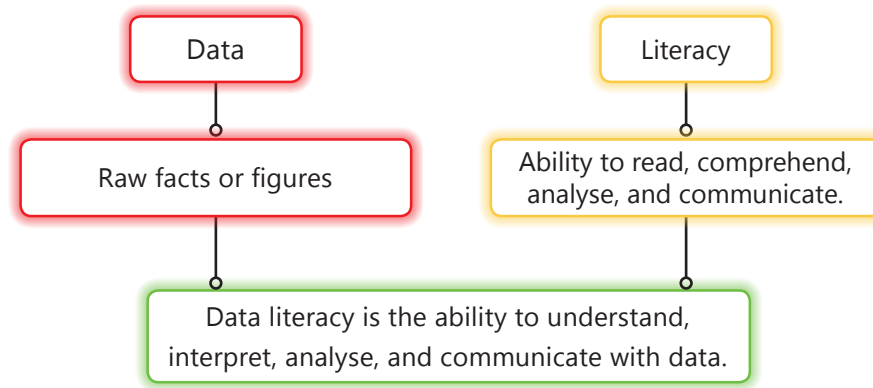 Data
Literacy
Raw facts or figures
Ability to read, comprehend,
analyse, and communicate.
Data literacy is the ability to understand,
interpret, analyse, and communicate with data.